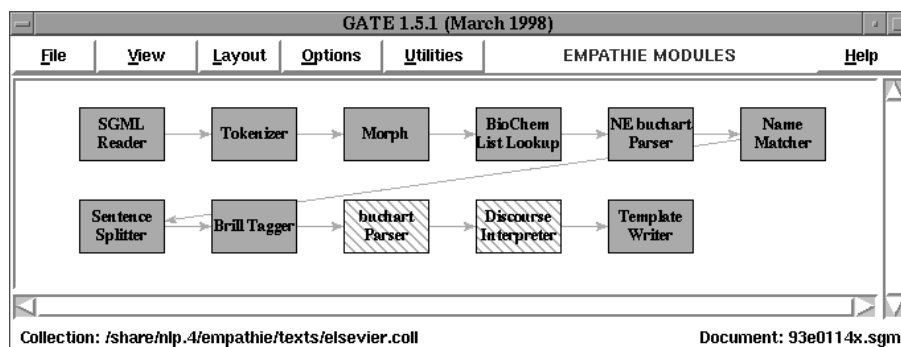 GATE 1.5.1 (March 1998)
File View Layout Options Utilities EMPATHIE MODULES Help
SGML
Reader
Tokenizer
Morph
BioChem
List Lookup
NE buchart
Parser
Name
Matcher
Sentence
Splitter
Brill Tagger
buchart
Parser
Discourse
Interpreter
Template
Writer
Collection: /share/nlp.4/empathie/texts/elsevier.coll
Document: 93e0114x.sgm